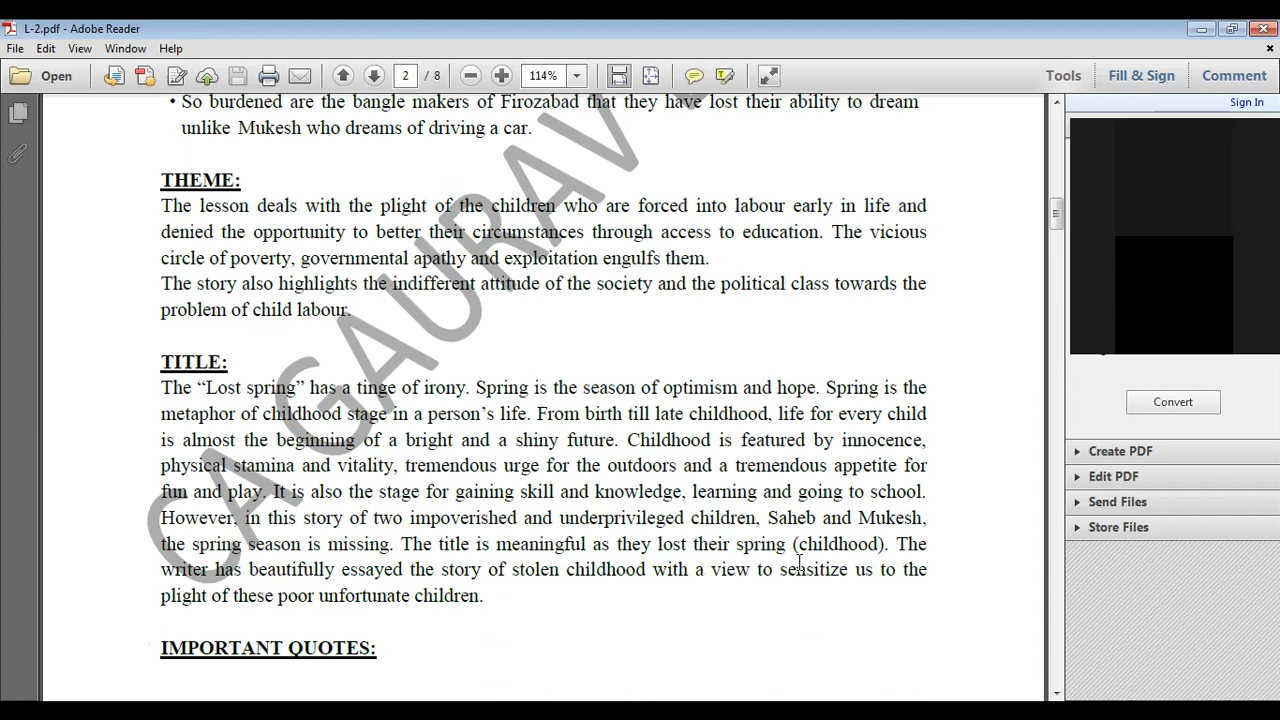 L-2.pdf - Adobe Reader
File Edit View Window Help
Open 2 / 8 114% Tools Fill & Sign Comment
Sign In
• So burdened are the bangle makers of Firozabad that they have lost their ability to dream
unlike Mukesh who dreams of driving a car.
THEME:
The lesson deals with the plight of the children who are forced into labour early in life and
denied the opportunity to better their circumstances through access to education. The vicious
circle of poverty, governmental apathy and exploitation engulfs them.
The story also highlights the indifferent attitude of the society and the political class towards the
problem of child labour.
TITLE:
The “Lost spring” has a tinge of irony. Spring is the season of optimism and hope. Spring is the
metaphor of childhood stage in a person’s life. From birth till late childhood, life for every child
is almost the beginning of a bright and a shiny future. Childhood is featured by innocence,
physical stamina and vitality, tremendous urge for the outdoors and a tremendous appetite for
fun and play. It is also the stage for gaining skill and knowledge, learning and going to school.
However, in this story of two impoverished and underprivileged children, Saheb and Mukesh,
the spring season is missing. The title is meaningful as they lost their spring (childhood). The
writer has beautifully essayed the story of stolen childhood with a view to sensitize us to the
plight of these poor unfortunate children.
IMPORTANT QUOTES:
CA GAURAV
Convert
Create PDF
Edit PDF
Send Files
Store Files